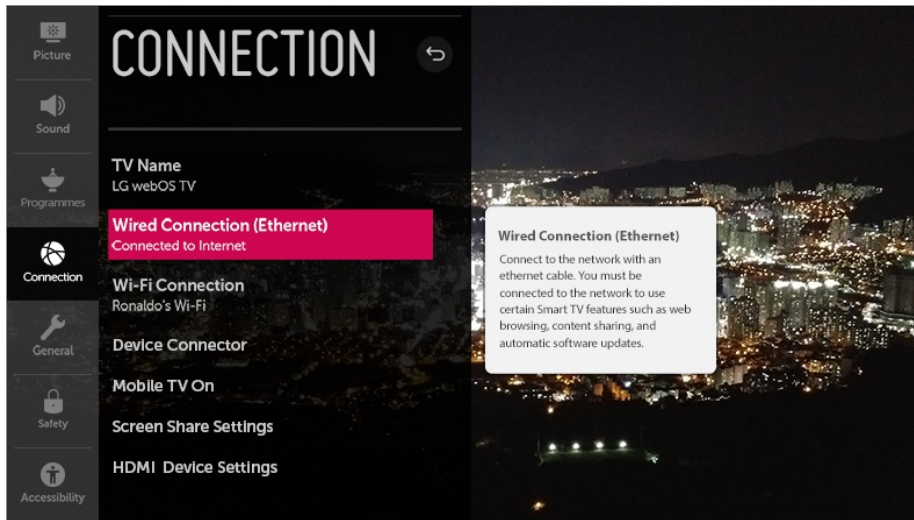 Picture
Sound
Programmes
Connection
General
Safety
Accessibility
CONNECTION
TV Name
LG webOS TV
Wired Connection (Ethernet)
Connected to Internet
Wi-Fi Connection
Ronaldo's Wi-Fi
Device Connector
Mobile TV On
Screen Share Settings
HDMI Device Settings
Wired Connection (Ethernet)
Connect to the network with an
ethernet cable. You must be
connected to the network to use
certain Smart TV features such as web
browsing, content sharing, and
automatic software updates.